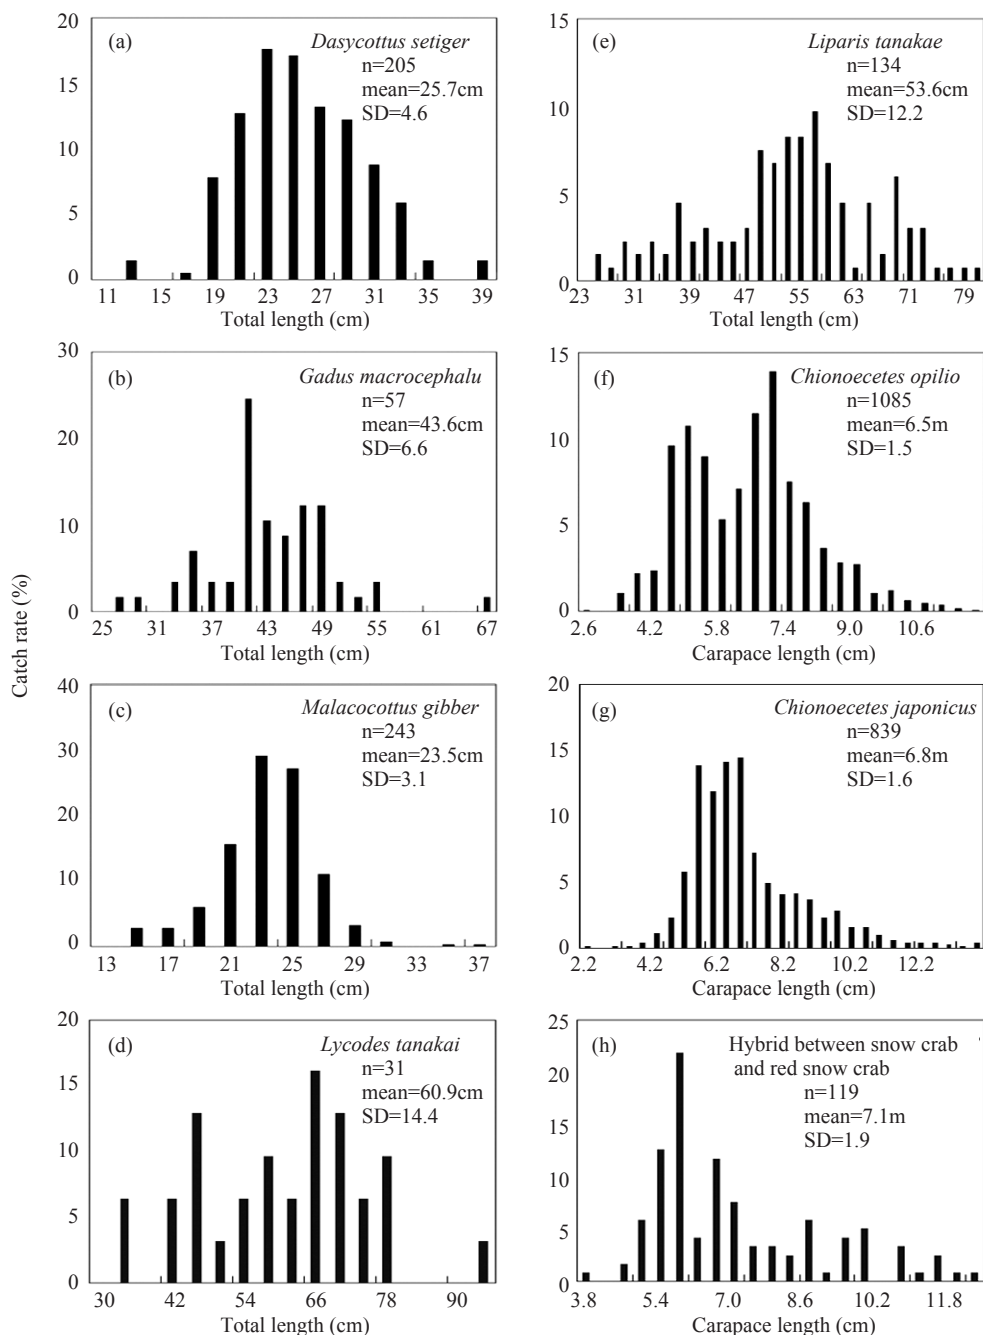 Catch rate (%)
(a)
Dasycottus setiger
n=205
mean=25.7cm
SD=4.6
20
15
10
5
0
11 15 19 23 27 31 35 39
Total length (cm)
(b)
Gadus macrocephalu
n=57
mean=43.6cm
SD=6.6
30
20
10
0
25 31 37 43 49 55 61 67
Total length (cm)
(c)
Malacocottus gibber
n=243
mean=23.5cm
SD=3.1
40
30
20
10
0
13 17 21 25 29 33 37
Total length (cm)
(d)
Lycodes tanakai
n=31
mean=60.9cm
SD=14.4
20
15
10
5
0
30 42 54 66 78 90
Total length (cm)
(e)
Liparis tanakae
n=134
mean=53.6cm
SD=12.2
15
10
5
0
23 31 39 47 55 63 71 79
Total length (cm)
(f)
Chionoecetes opilio
n=1085
mean=6.5m
SD=1.5
15
10
5
0
2.6 4.2 5.8 7.4 9.0 10.6
Carapace length (cm)
(g)
Chionoecetes japonicus
n=839
mean=6.8m
SD=1.6
20
15
10
5
0
2.2 4.2 6.2 8.2 10.2 12.2
Carapace length (cm)
(h)
Hybrid between snow crab
and red snow crab
n=119
mean=7.1m
SD=1.9
25
20
15
10
5
0
3.8 5.4 7.0 8.6 10.2 11.8
Carapace length (cm)